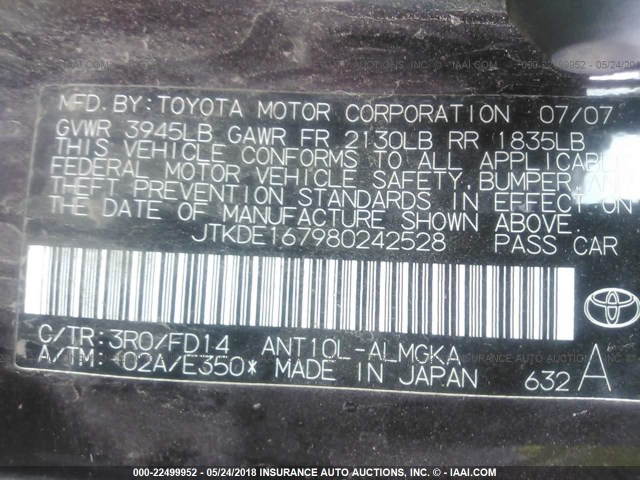 MFD. BY: TOYOTA MOTOR CORPORATION 07/07
GVWR 3945LB GAWR FR 2130LB RR 1835LB
THIS VEHICLE CONFORMS TO ALL APPLICABLE
FEDERAL MOTOR VEHICLE SAFETY, BUMPER, AND
THEFT PREVENTION STANDARDS IN EFFECT ON
THE DATE OF MANUFACTURE SHOWN ABOVE.
JTKDE167980242528 PASS CAR
C/TR: 3R0/FD14 ANT10L-ALMGKA
A/TM: 02A/E350* MADE IN JAPAN 632 A
000-22499952 - 05/24/2018 INSURANCE AUTO AUCTIONS, INC. - IAAI.COM